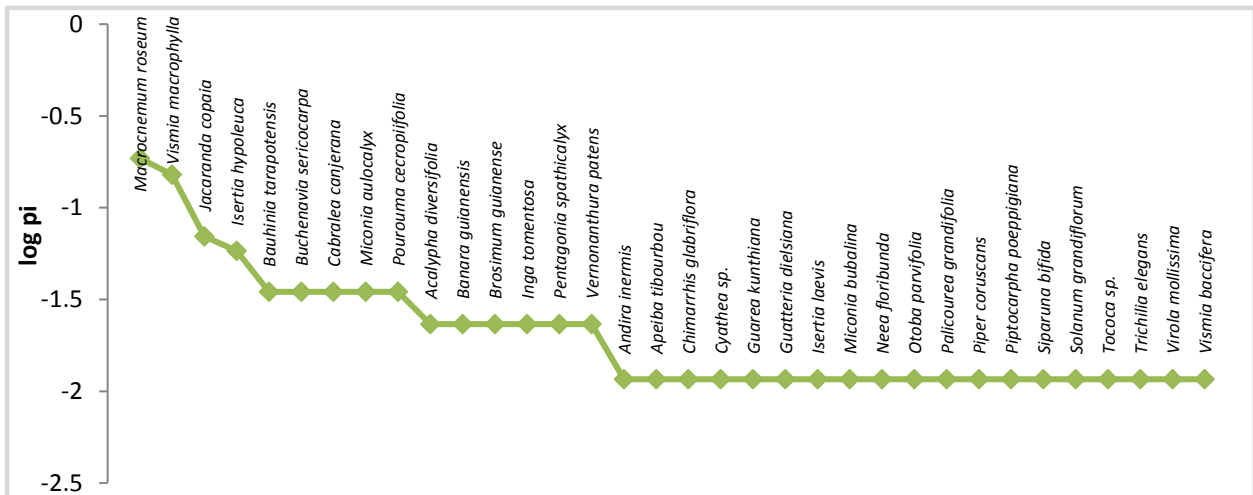 0
-0.5
-1
-1.5
-2
-2.5
log pi
Macrocnemum roseum
Vismia macrophylla
Jacaranda copaia
Isertia hypoleuca
Bauhinia tarapotensis
Buchenavia sericocarpa
Cabralea canjerana
Miconia aulocalyx
Pourouma cecropiifolia
Acalypha diversifolia
Banara guianensis
Brosimum guianense
Inga tomentosa
Pentagonia spathicalyx
Vernonanthura patens
Andira inermis
Apeiba tibourbou
Chimarrhis glabriflora
Cyathea sp.
Guarea kunthiana
Guatteria dielsiana
Isertia laevis
Miconia bubalina
Neea floribunda
Otoba parvifolia
Palicourea grandifolia
Piper coruscans
Piptocarpha poeppigiana
Siparuna bifida
Solanum grandiflorum
Tococa sp.
Trichilia elegans
Virola mollissima
Vismia baccifera